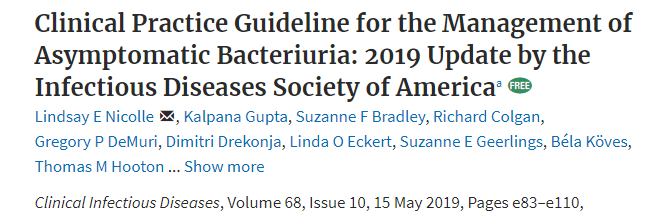 Clinical Practice Guideline for the Management of
Asymptomatic Bacteriuria: 2019 Update by the
Infectious Diseases Society of Americaª FREE
Lindsay E Nicolle, Kalpana Gupta, Suzanne F Bradley, Richard Colgan,
Gregory P DeMuri, Dimitri Drekonja, Linda O Eckert, Suzanne E Geerlings, Béla Köves,
Thomas M Hooton ... Show more
Clinical Infectious Diseases, Volume 68, Issue 10, 15 May 2019, Pages e83–e110,